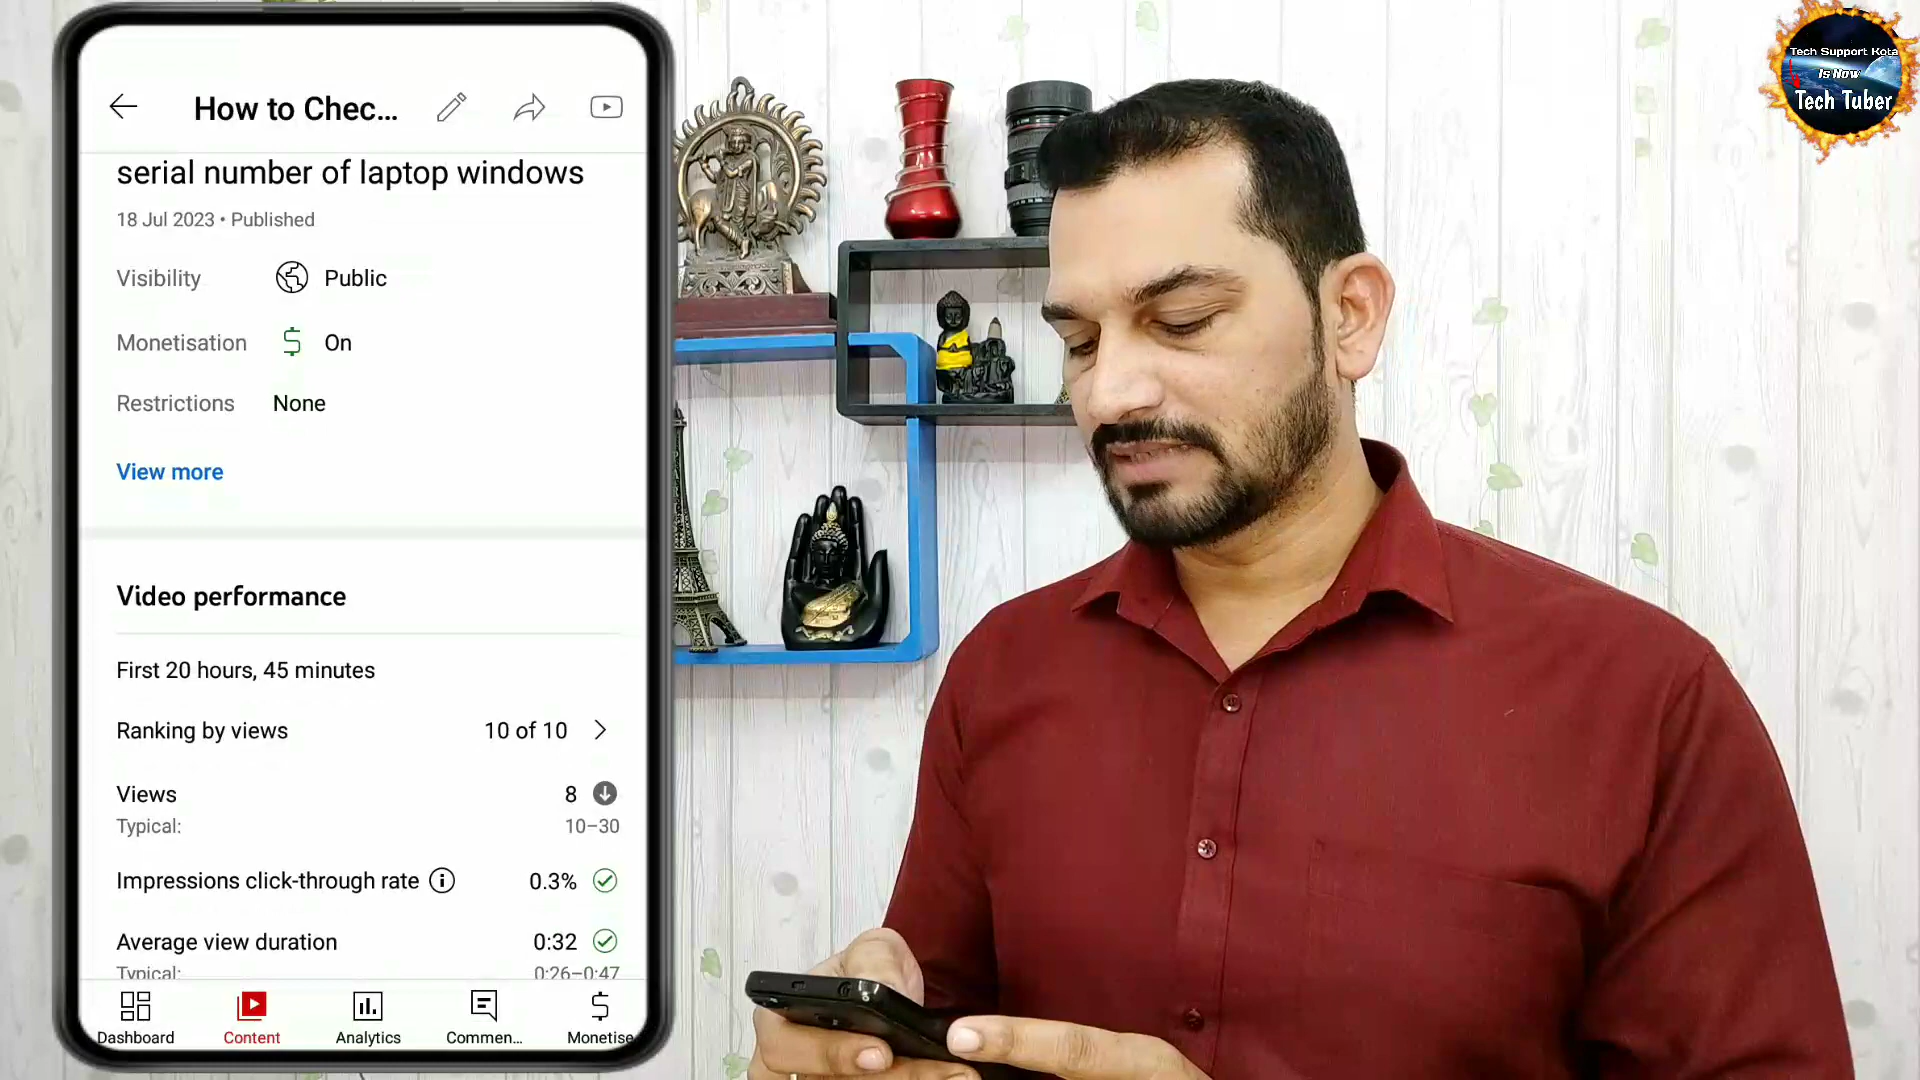 How to Chec...
serial number of laptop windows
18 Jul 2023 • Published
Visibility Public
Monetisation On
Restrictions None
View more
Video performance
First 20 hours, 45 minutes
Ranking by views 10 of 10
Views 8
Typical: 10–30
Impressions click-through rate 0.3%
Average view duration 0:32
Typical: 0:26–0:47
Dashboard
Content
Analytics
Commen...
Monetise
Tech Support Kota
Is Now
Tech Tuber